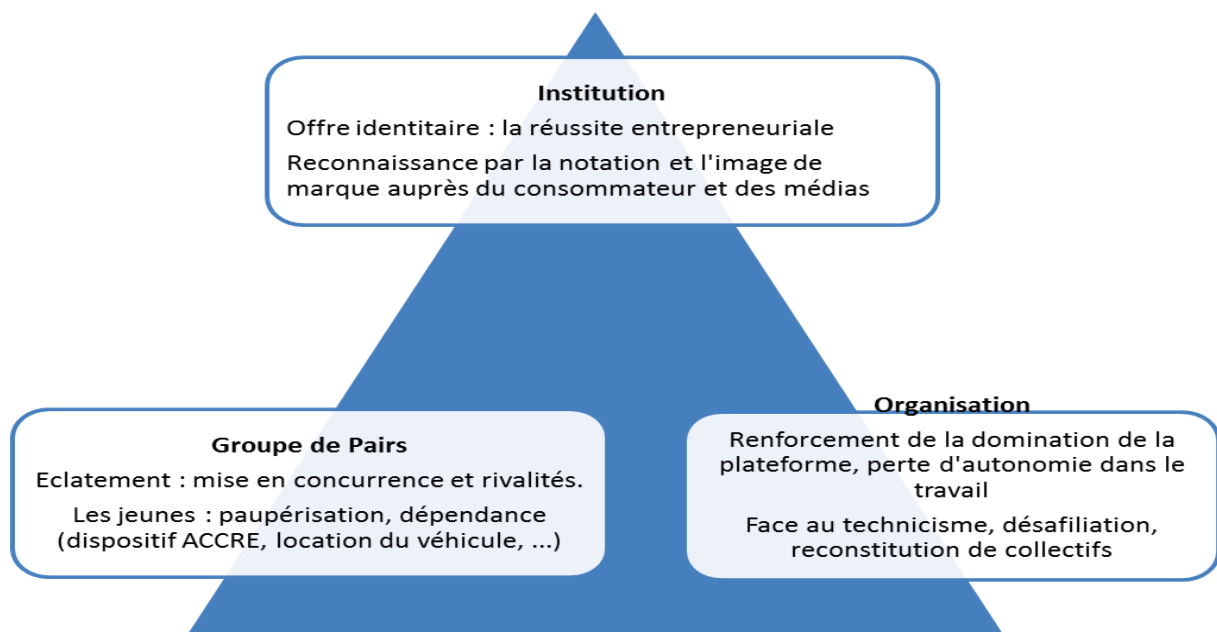 Institution
Offre identitaire : la réussite entrepreneuriale
Reconnaissance par la notation et l'image de
marque auprès du consommateur et des médias
Groupe de Pairs
Eclatement : mise en concurrence et rivalités.
Les jeunes : paupérisation, dépendance
(dispositif ACCRE, location du véhicule, ...)
Organisation
Renforcement de la domination de la
plateforme, perte d'autonomie dans le
travail
Face au technicisme, désafiliation,
reconstitution de collectifs